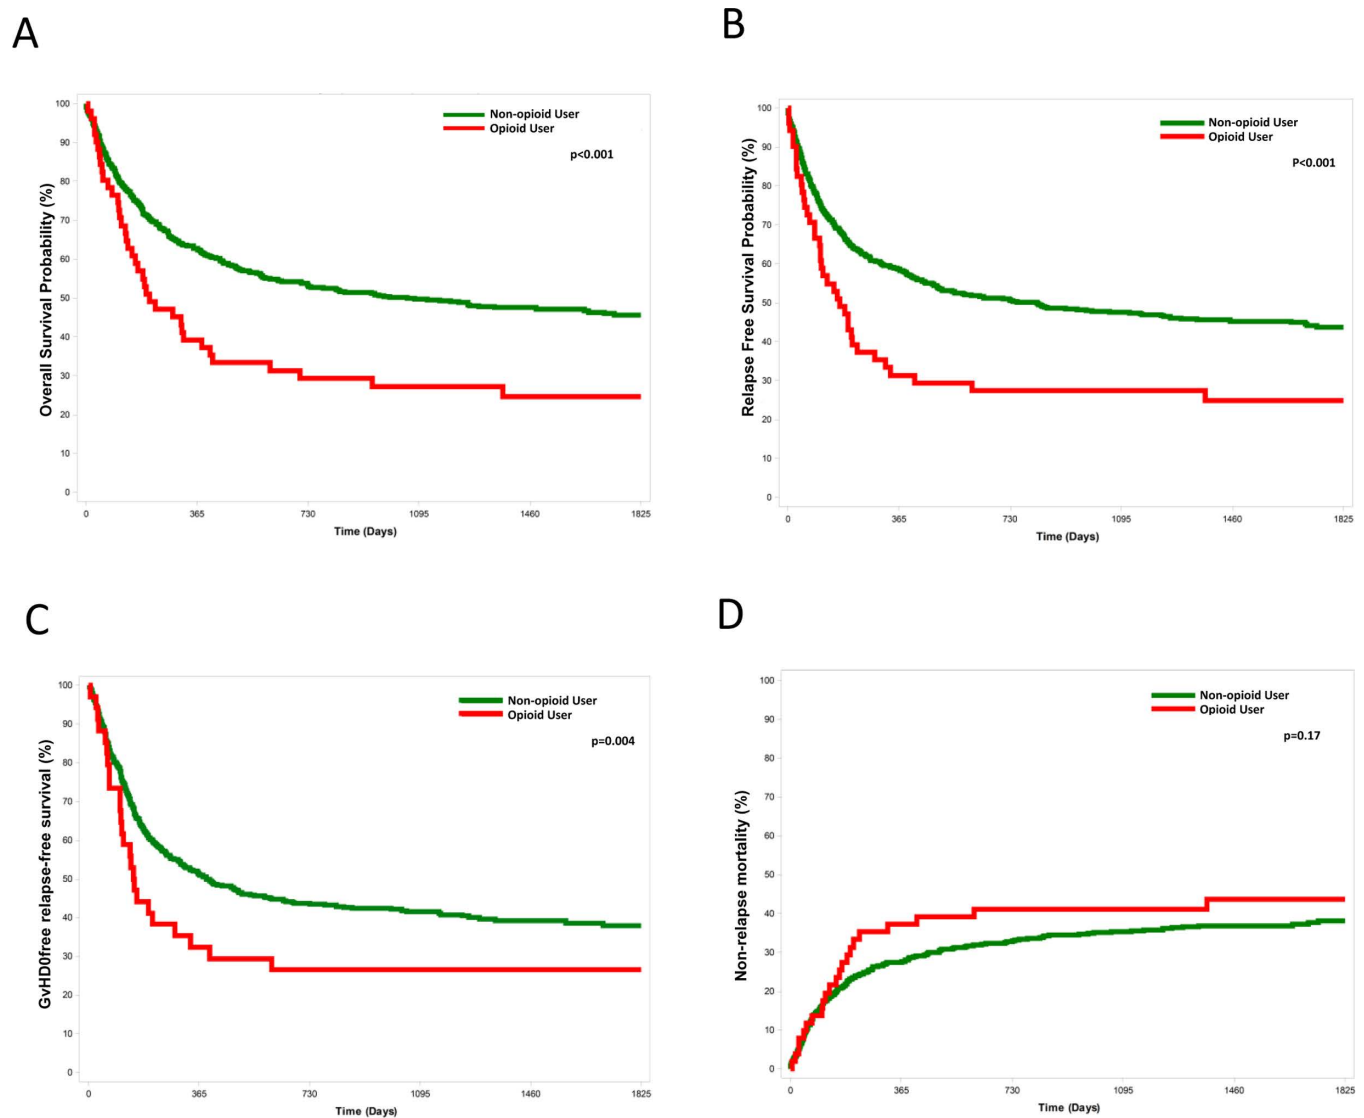 A
Overall Survival Probability (%)
100
90
80
70
60
50
40
30
20
10
0
Non-opioid User
Opioid User
p<0.001
0 365 730 1095 1460 1825
Time (Days)
B
Relapse Free Survival Probability (%)
100
90
80
70
60
50
40
30
20
10
0
Non-opioid User
Opioid User
P<0.001
0 365 730 1095 1460 1825
Time (Days)
C
GvHD0free relapse-free survival (%)
100
90
80
70
60
50
40
30
20
10
0
Non-opioid User
Opioid User
p=0.004
0 365 730 1095 1460 1825
Time (Days)
D
Non-relapse mortality (%)
100
90
80
70
60
50
40
30
20
10
0
Non-opioid User
Opioid User
p=0.17
0 365 730 1095 1460 1825
Time (Days)